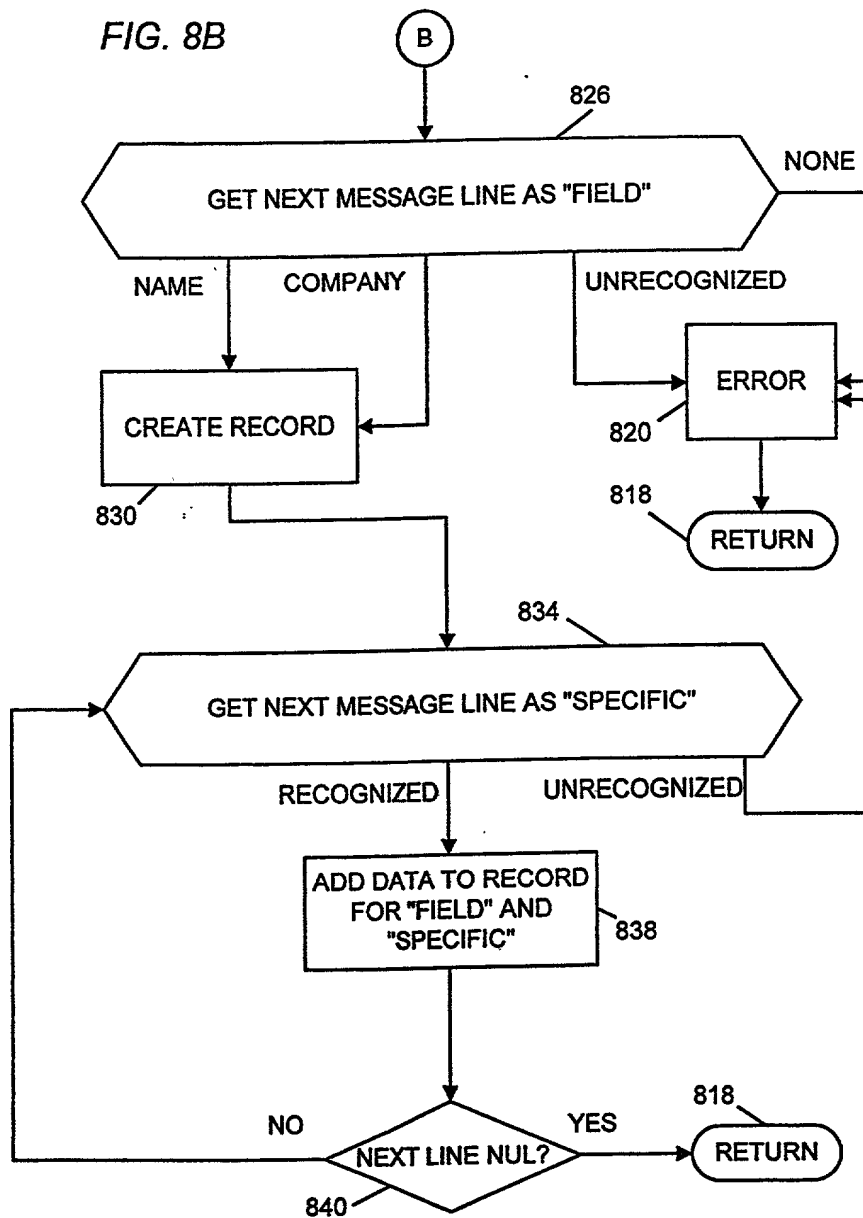 FIG. 8B
B
826
GET NEXT MESSAGE LINE AS "FIELD"
NONE
NAME
COMPANY
UNRECOGNIZED
CREATE RECORD
830
ERROR
820
818
RETURN
834
GET NEXT MESSAGE LINE AS "SPECIFIC"
RECOGNIZED
UNRECOGNIZED
ADD DATA TO RECORD
FOR "FIELD" AND
"SPECIFIC"
838
NO
YES
NEXT LINE NUL?
840
818
RETURN